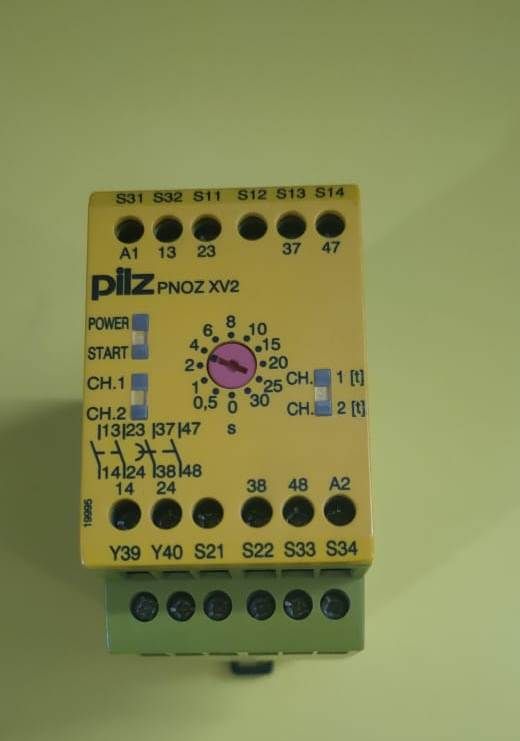 S31 S32 S11 S12 S13 S14
A1 13 23 37 47
pilz PNOZ XV2
POWER
START
CH.1
CH.2
8
6 10
4 15
2 20
1 25
0,5 30
0
s
CH. 1 [t]
CH. 2 [t]
13 23 37 47
14 24 38 48
14 24 38 48 A2
19995
Y39 Y40 S21 S22 S33 S34